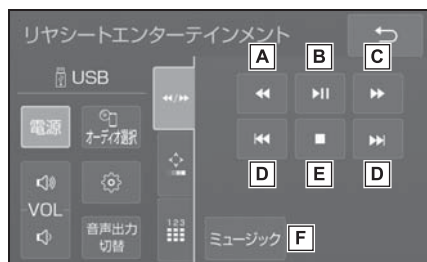 リヤシートエンターテインメント
A B C
USB
電源
オーディオ選択
D E D
VOL
音声出力
切替
123
ミュージック F